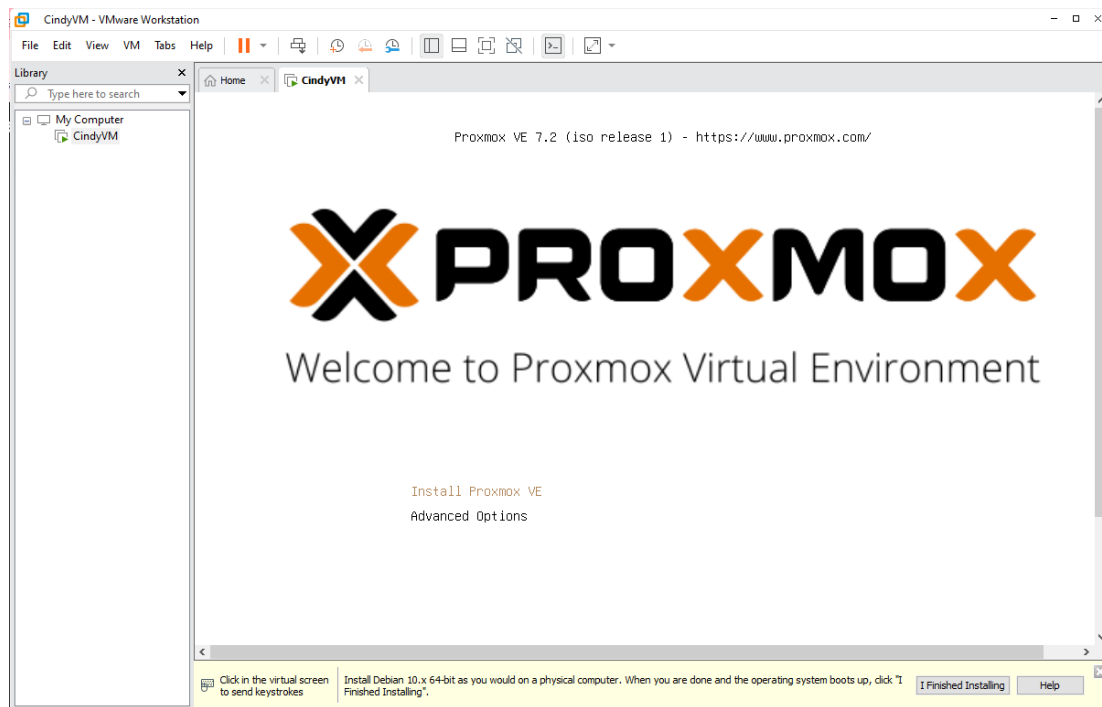 CindyVM - VMware Workstation
File Edit View VM Tabs Help
Library
Home
CindyVM
Type here to search
My Computer
CindyVM
Proxmox VE 7.2 (iso release 1) - https://www.proxmox.com/
PROXMOX
Welcome to Proxmox Virtual Environment
Install Proxmox VE
Advanced Options
Click in the virtual screen
to send keystrokes
Install Debian 10.x 64-bit as you would on a physical computer. When you are done and the operating system boots up, click "I
Finished Installing".
I Finished Installing
Help